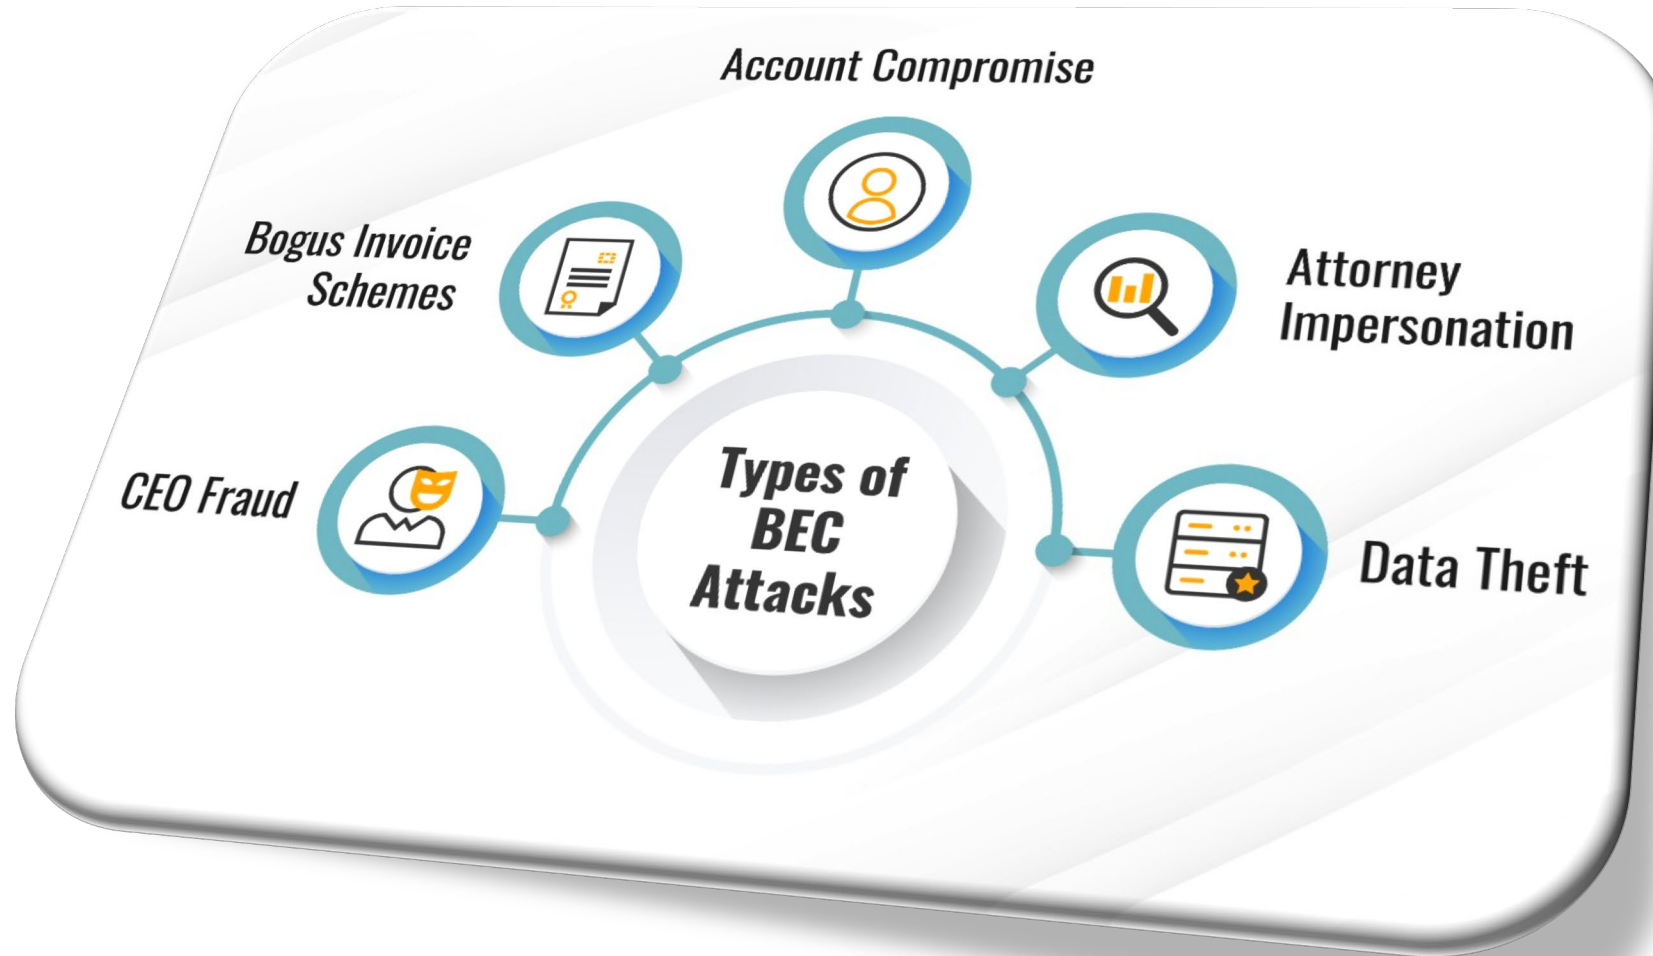 Account Compromise
Bogus Invoice
Schemes
Attorney
Impersonation
CEO Fraud
Types of
BEC
Attacks
Data Theft